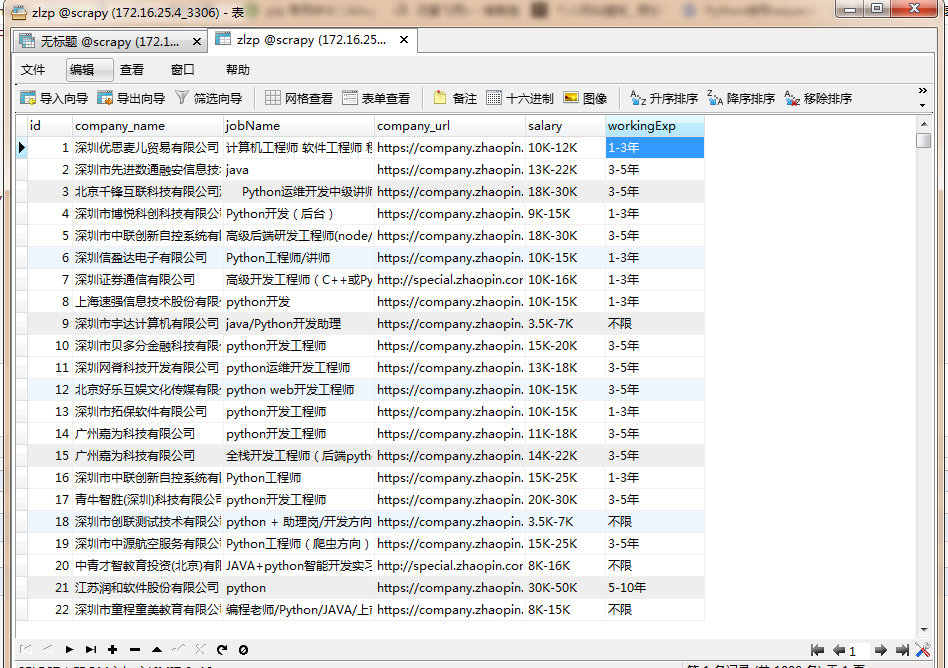 zlzp @scrapy (172.16.25.4_3306) - 表
无标题 @scrapy (172.1... zlzp @scrapy (172.16.25...
文件 编辑 查看 窗口 帮助
导入向导 导出向导 筛选向导 网格查看 表单查看 备注 十六进制 图像 升序排序 降序排序 移除排序
id company_name jobName company_url salary workingExp
1 深圳优思麦儿贸易有限公司 计算机工程师 软件工程师 https://company.zhaopin. 10K-12K 1-3年
2 深圳市先进数通融安信息技 java https://company.zhaopin. 13K-22K 3-5年
3 北京千锋互联科技有限公司 Python运维开发中级讲师 https://company.zhaopin. 18K-30K 3-5年
4 深圳市博悦科创科技有限公 Python开发（后台） https://company.zhaopin. 9K-15K 1-3年
5 深圳市中联创新自控系统有 高级后端研发工程师(node/ https://company.zhaopin. 18K-30K 3-5年
6 深圳信盈达电子有限公司 Python工程师/讲师 https://company.zhaopin. 10K-15K 1-3年
7 深圳证券通信有限公司 高级开发工程师（C++或Py http://special.zhaopin.com 10K-16K 1-3年
8 上海速强信息技术股份有限 python开发 https://company.zhaopin. 10K-15K 1-3年
9 深圳市宇达计算机有限公司 java/Python开发助理 https://company.zhaopin. 3.5K-7K 不限
10 深圳市贝多分金融科技有限 python开发工程师 https://company.zhaopin. 15K-20K 3-5年
11 深圳网脊科技开发有限公司 python运维开发工程师 https://company.zhaopin. 13K-18K 3-5年
12 北京好乐互娱文化传媒有限 python web开发工程师 https://company.zhaopin. 10K-15K 3-5年
13 深圳市拓保软件有限公司 python开发工程师 https://company.zhaopin. 10K-15K 1-3年
14 广州嘉为科技有限公司 python开发工程师 https://company.zhaopin. 11K-18K 3-5年
15 广州嘉为科技有限公司 全栈开发工程师（后端pyth https://company.zhaopin. 14K-22K 3-5年
16 深圳市中联创新自控系统有 Python工程师 https://company.zhaopin. 15K-25K 1-3年
17 青牛智胜(深圳)科技有限公司 python开发工程师 https://company.zhaopin. 20K-30K 3-5年
18 深圳市创联测试技术有限公 python + 助理岗/开发方向 https://company.zhaopin. 3.5K-7K 不限
19 深圳市中源航空服务有限公 Python工程师（爬虫方向） https://company.zhaopin. 15K-25K 3-5年
20 中青才智教育投资(北京)有限 JAVA+python智能开发实习 http://special.zhaopin.com 8K-16K 不限
21 江苏润和软件股份有限公司 python https://company.zhaopin. 30K-50K 5-10年
22 深圳市童程童美教育有限公 编程老师/Python/JAVA/上 https://company.zhaopin. 8K-15K 不限
1